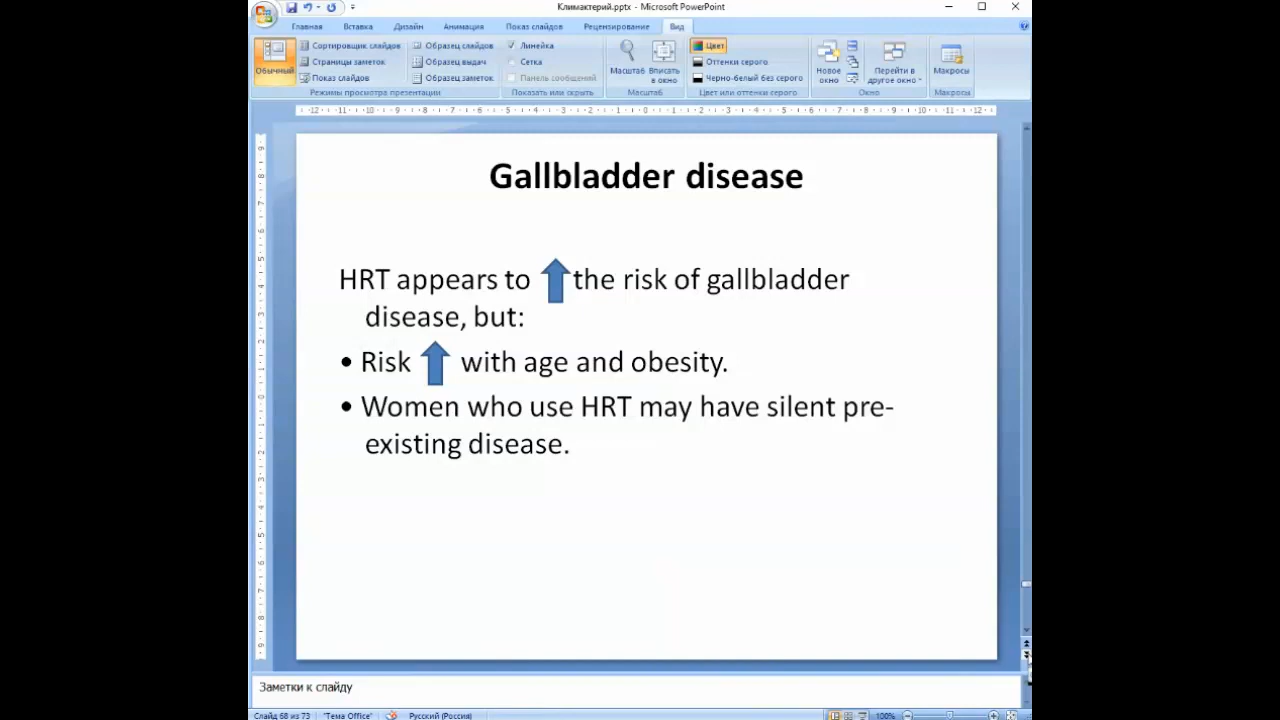 Климактерий.pptx - Microsoft PowerPoint
Главная Вставка Дизайн Анимация Показ слайдов Рецензирование Вид
Обычный
Сортировщик слайдов
Страницы заметок
Показ слайдов
Образец слайдов
Образец выдач
Образец заметок
Режимы просмотра презентации
Линейка
Сетка
Панель сообщений
Показать или скрыть
Масштаб
Вписать в окно
Масштаб
Цвет
Оттенки серого
Черно-белый без серого
Цвет или оттенки серого
Новое окно
Перейти в другое окно
Окно
Макросы
Макросы
Gallbladder disease
HRT appears to the risk of gallbladder
disease, but:
• Risk with age and obesity.
• Women who use HRT may have silent pre-
existing disease.
Заметки к слайду
Слайд 68 из 73 "Тема Office" Русский (Россия) 100%